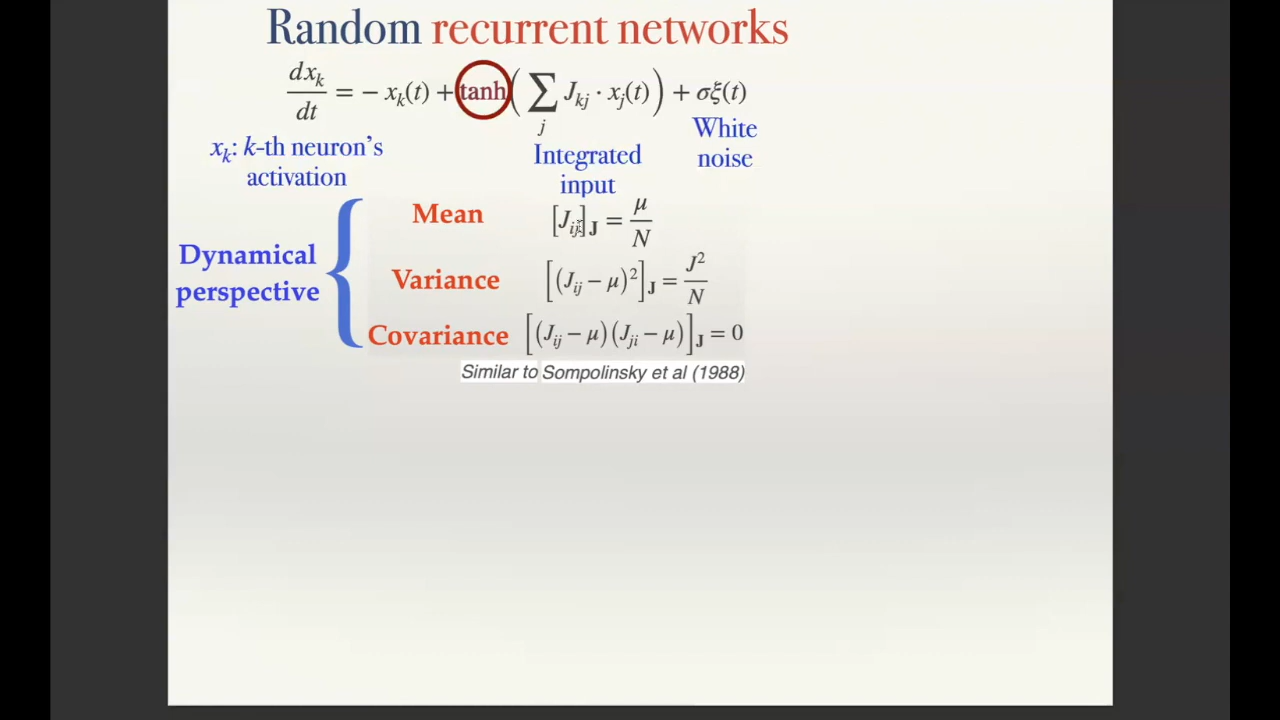 Random recurrent networks
dx_k/dt = − x_k(t) + tanh( ∑_j J_kj · x_j(t) ) + σξ(t)
x_k: k-th neuron's
activation
Integrated
input
White
noise
Dynamical
perspective
Mean [J_ij]_J = μ/N
Variance [(J_ij − μ)²]_J = J²/N
Covariance [(J_ij − μ)(J_ji − μ)]_J = 0
Similar to Sompolinsky et al (1988)